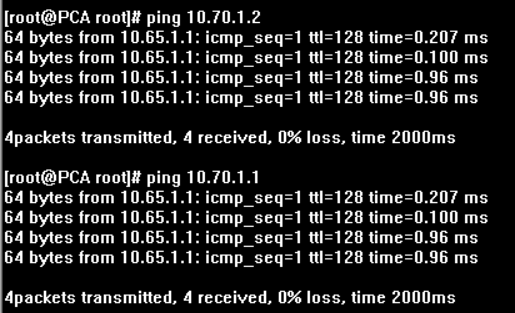 [root@PCA root]# ping 10.70.1.2
64 bytes from 10.65.1.1: icmp_seq=1 ttl=128 time=0.207 ms
64 bytes from 10.65.1.1: icmp_seq=1 ttl=128 time=0.100 ms
64 bytes from 10.65.1.1: icmp_seq=1 ttl=128 time=0.96 ms
64 bytes from 10.65.1.1: icmp_seq=1 ttl=128 time=0.96 ms
4packets transmitted, 4 received, 0% loss, time 2000ms
[root@PCA root]# ping 10.70.1.1
64 bytes from 10.65.1.1: icmp_seq=1 ttl=128 time=0.207 ms
64 bytes from 10.65.1.1: icmp_seq=1 ttl=128 time=0.100 ms
64 bytes from 10.65.1.1: icmp_seq=1 ttl=128 time=0.96 ms
64 bytes from 10.65.1.1: icmp_seq=1 ttl=128 time=0.96 ms
4packets transmitted, 4 received, 0% loss, time 2000ms